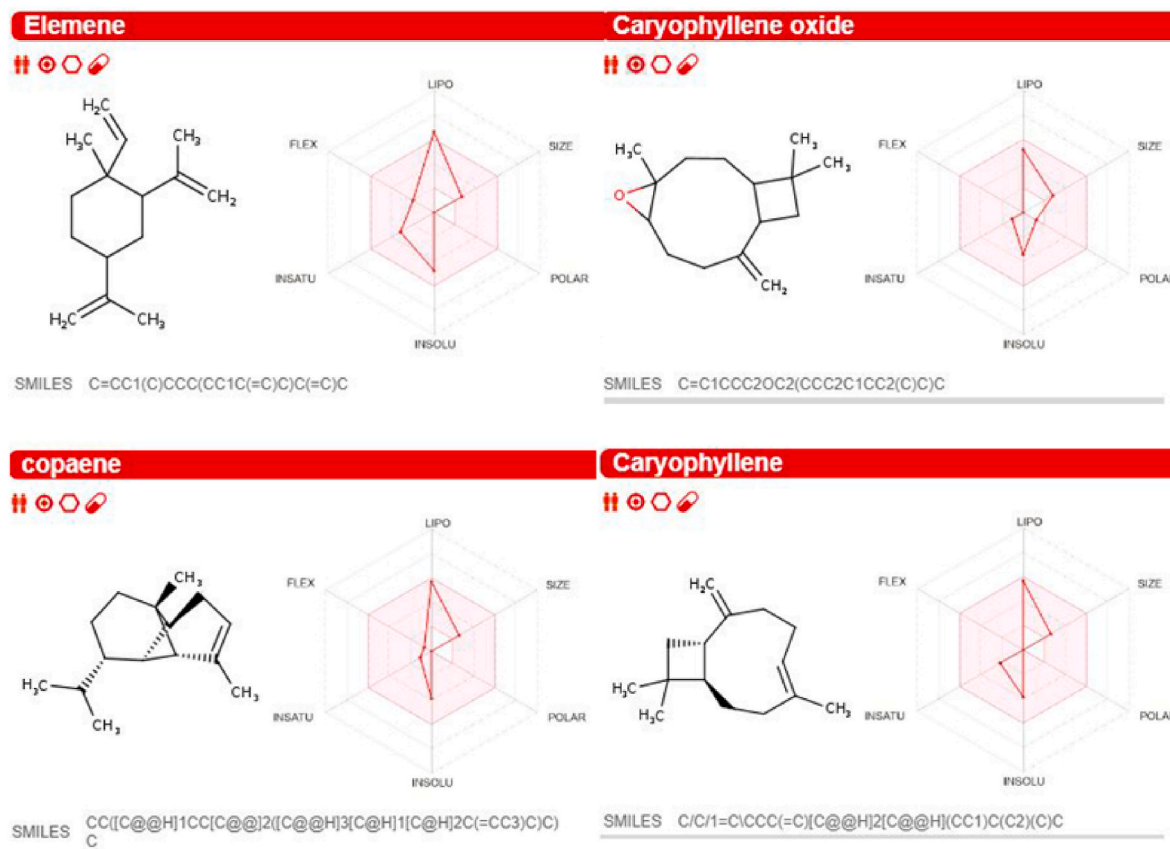 Elemene
H₂C
H₃C
CH₃
CH₂
H₂C
CH₃
LIPO
FLEX
SIZE
INSATU
POLAR
INSOLU
SMILES C=CC1(C)CCC(CC1C(=C)C)C(=C)C
Caryophyllene oxide
H₃C
O
CH₃
CH₃
CH₂
LIPO
FLEX
SIZE
INSATU
POLAR
INSOLU
SMILES C=C1CCC2OC2(CCC2C1CC2(C)C)C
copaene
CH₃
H₃C
CH₃
CH₃
LIPO
FLEX
SIZE
INSATU
POLAR
INSOLU
SMILES CC([C@@H]1CC[C@@]2([C@@H]3[C@H]1[C@H]2C(=CC3)C)C)
C
Caryophyllene
H₂C
H₃C
H₃C
CH₃
LIPO
FLEX
SIZE
INSATU
POLAR
INSOLU
SMILES C/C/1=C\CCC(=C)[C@@H]2[C@@H](CC1)C(C2)(C)C